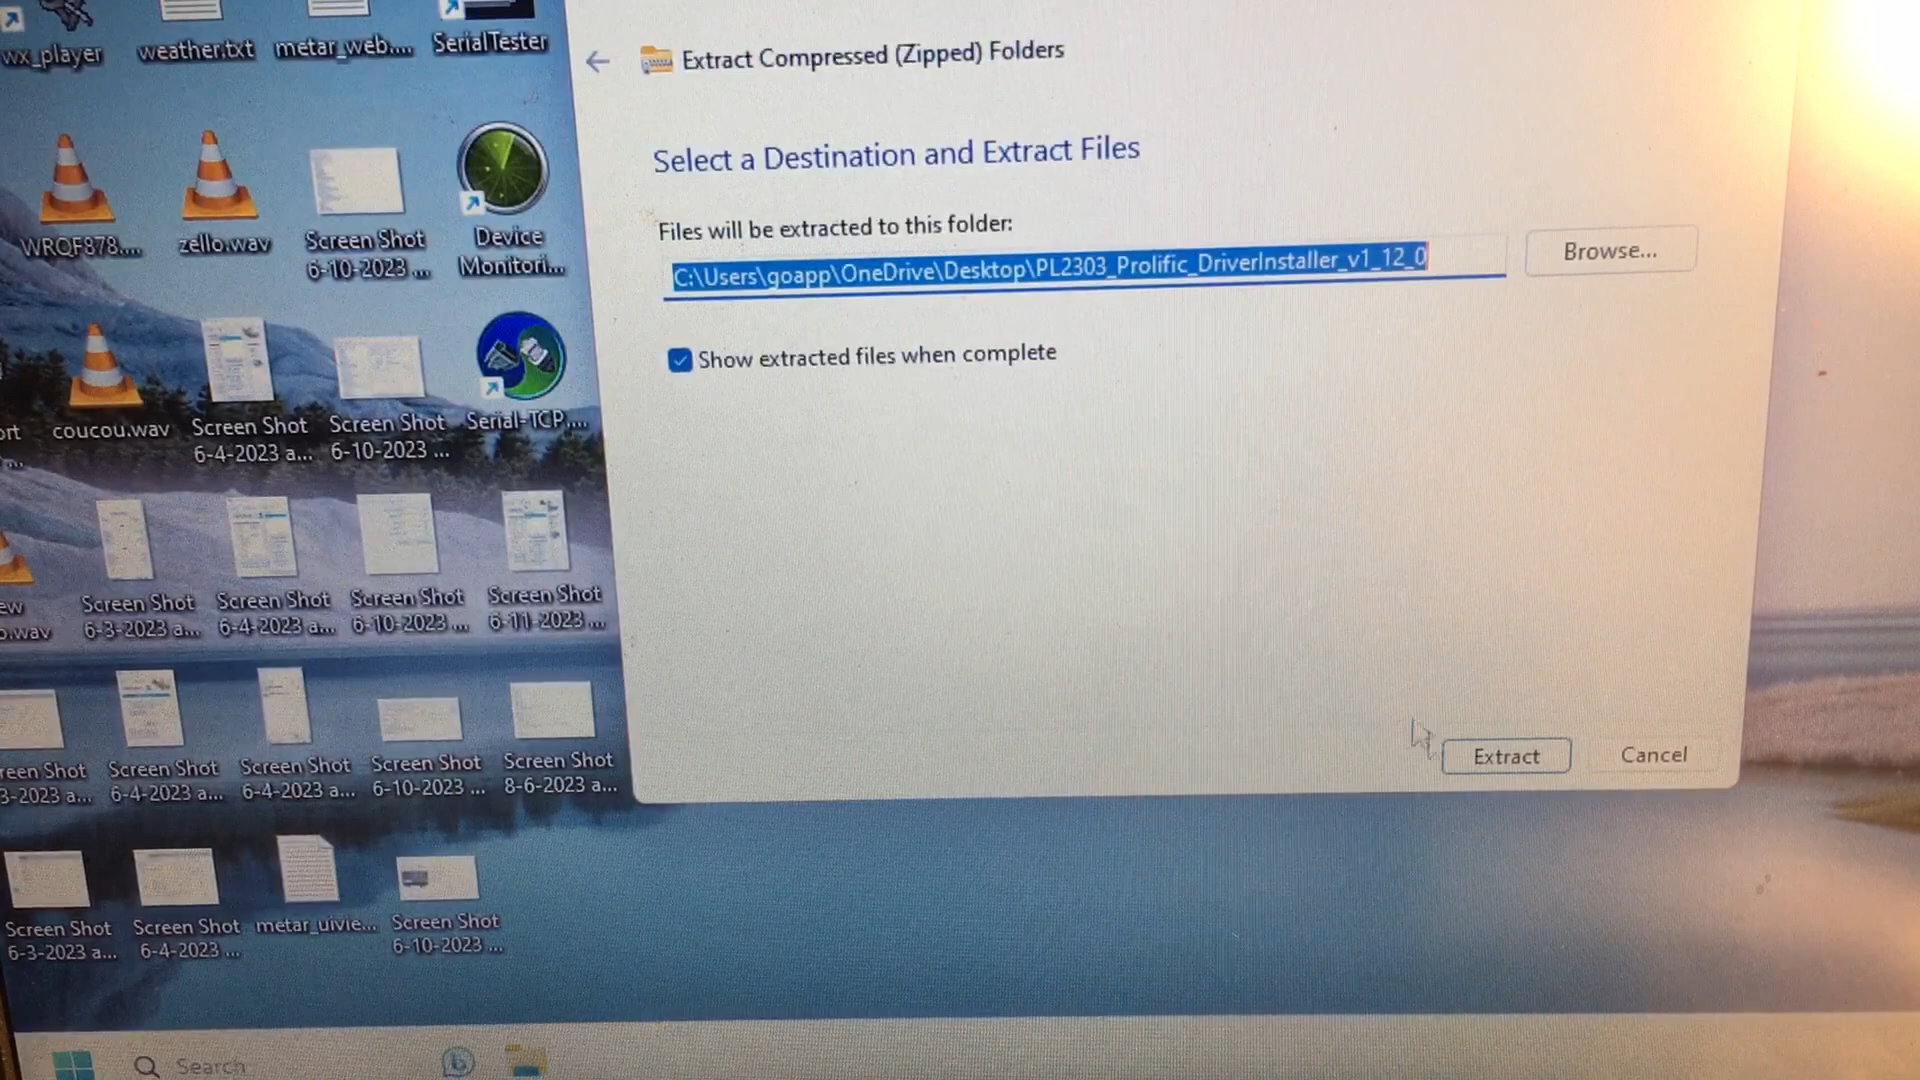 wx_player
weather.txt
metar_web....
SerialTester
WRQF878....
zello.wav
Screen Shot
6-10-2023 ...
Device
Monitori...
coucou.wav
Screen Shot
6-4-2023 a...
Screen Shot
6-10-2023 ...
Serial-TCP....
Screen Shot
6-3-2023 a...
Screen Shot
6-4-2023 a...
Screen Shot
6-10-2023 ...
Screen Shot
6-11-2023 ...
reen Shot
3-2023 a...
Screen Shot
6-4-2023 a...
Screen Shot
6-4-2023 a...
Screen Shot
6-10-2023 ...
Screen Shot
8-6-2023 a...
Screen Shot
6-3-2023 a...
Screen Shot
6-4-2023 ...
metar_uivie...
Screen Shot
6-10-2023 ...
Extract Compressed (Zipped) Folders
Select a Destination and Extract Files
Files will be extracted to this folder:
C:\Users\goapp\OneDrive\Desktop\PL2303_Prolific_DriverInstaller_v1_12_0
Browse...
Show extracted files when complete
Extract
Cancel
Search